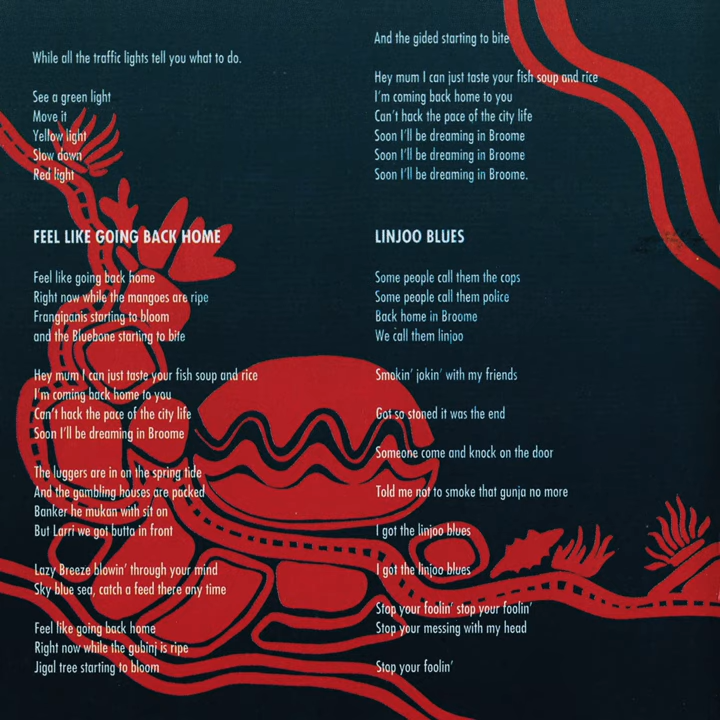 While all the traffic lights tell you what to do.
See a green light
Move it
Yellow light
Slow down
Red light
FEEL LIKE GOING BACK HOME
Feel like going back home
Right now while the mangoes are ripe
Frangipanis starting to bloom
and the Bluebone starting to bite
Hey mum I can just taste your fish soup and rice
I'm coming back home to you
Can't hack the pace of the city life
Soon I'll be dreaming in Broome
The luggers are in on the spring tide
And the gambling houses are packed
Banker he mukan with sit on
But Larri we got butta in front
Lazy Breeze blowin' through your mind
Sky blue sea, catch a feed there any time
Feel like going back home
Right now while the gubinj is ripe
Jigal tree starting to bloom
And the gided starting to bite
Hey mum I can just taste your fish soup and rice
I'm coming back home to you
Can't hack the pace of the city life
Soon I'll be dreaming in Broome
Soon I'll be dreaming in Broome
Soon I'll be dreaming in Broome.
LINJOO BLUES
Some people call them the cops
Some people call them police
Back home in Broome
We call them linjoo
Smokin' jokin' with my friends
Got so stoned it was the end
Someone come and knock on the door
Told me not to smoke that gunja no more
I got the linjoo blues
I got the linjoo blues
Stop your foolin' stop your foolin'
Stop your messing with my head
Stop your foolin'